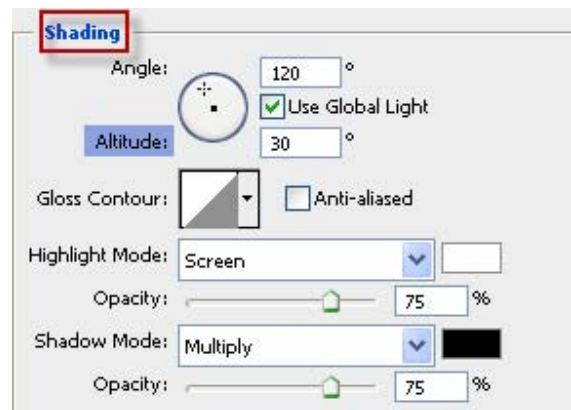 Shading
Angle: 120 °
Use Global Light
Altitude: 30 °
Gloss Contour: Anti-aliased
Highlight Mode: Screen
Opacity: 75 %
Shadow Mode: Multiply
Opacity: 75 %